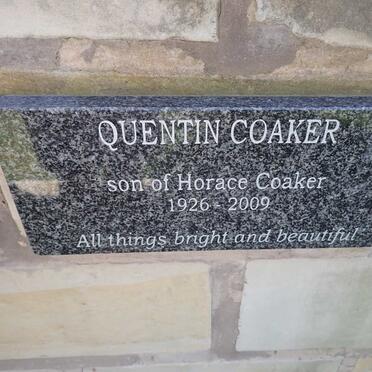 QUENTIN COAKER
son of Horace Coaker
1926 - 2009
All things bright and beautiful